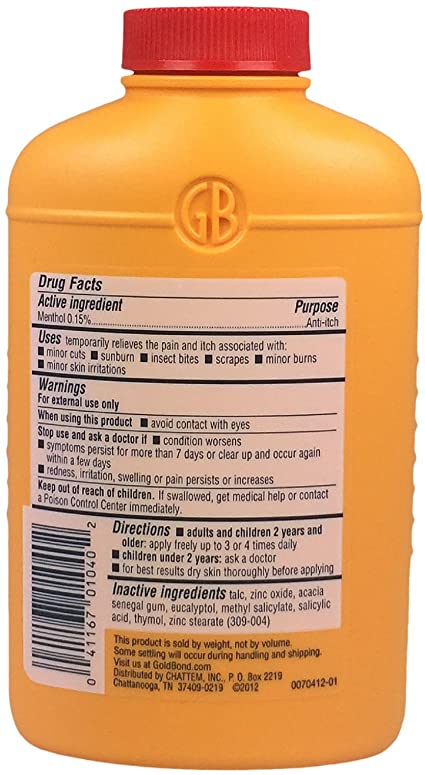 GB
Drug Facts
Active ingredient Purpose
Menthol 0.15%..........................................................Anti-itch
Uses temporarily relieves the pain and itch associated with:
■ minor cuts ■ sunburn ■ insect bites ■ scrapes ■ minor burns
■ minor skin irritations
Warnings
For external use only
When using this product ■ avoid contact with eyes
Stop use and ask a doctor if ■ condition worsens
■ symptoms persist for more than 7 days or clear up and occur again
within a few days
■ redness, irritation, swelling or pain persists or increases
Keep out of reach of children. If swallowed, get medical help or contact
a Poison Control Center immediately.
Directions ■ adults and children 2 years and
older: apply freely up to 3 or 4 times daily
■ children under 2 years: ask a doctor
■ for best results dry skin thoroughly before applying
Inactive ingredients talc, zinc oxide, acacia
senegal gum, eucalyptol, methyl salicylate, salicylic
acid, thymol, zinc stearate (309-004)
This product is sold by weight, not by volume.
Some settling will occur during handling and shipping.
Visit us at GoldBond.com
Distributed by CHATTEM, INC., P. O. Box 2219
Chattanooga, TN 37409-0219 ©2012 0070412-01
0 41167 01040 2